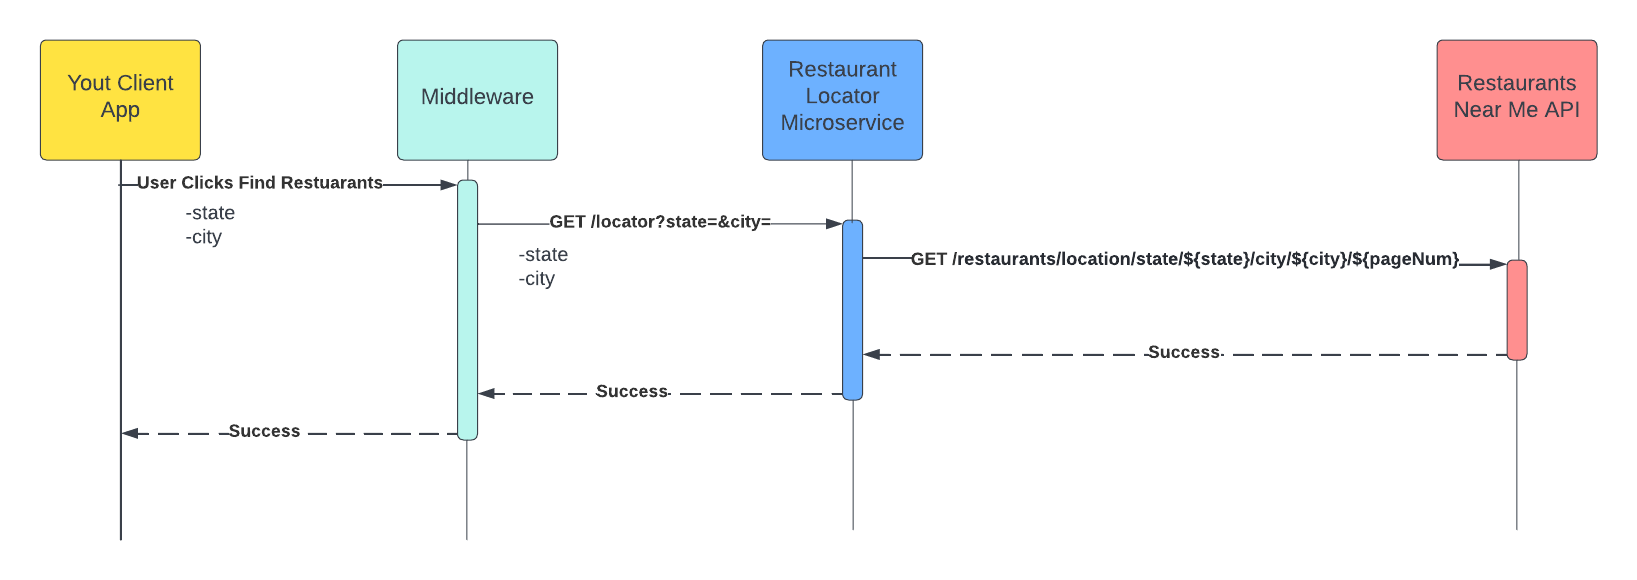 Yout Client
App
Middleware
Restaurant
Locator
Microservice
Restaurants
Near Me API
User Clicks Find Restuarants
-state
-city
GET /locator?state=&city=
-state
-city
GET /restaurants/location/state/${state}/city/${city}/${pageNum}
Success
Success
Success